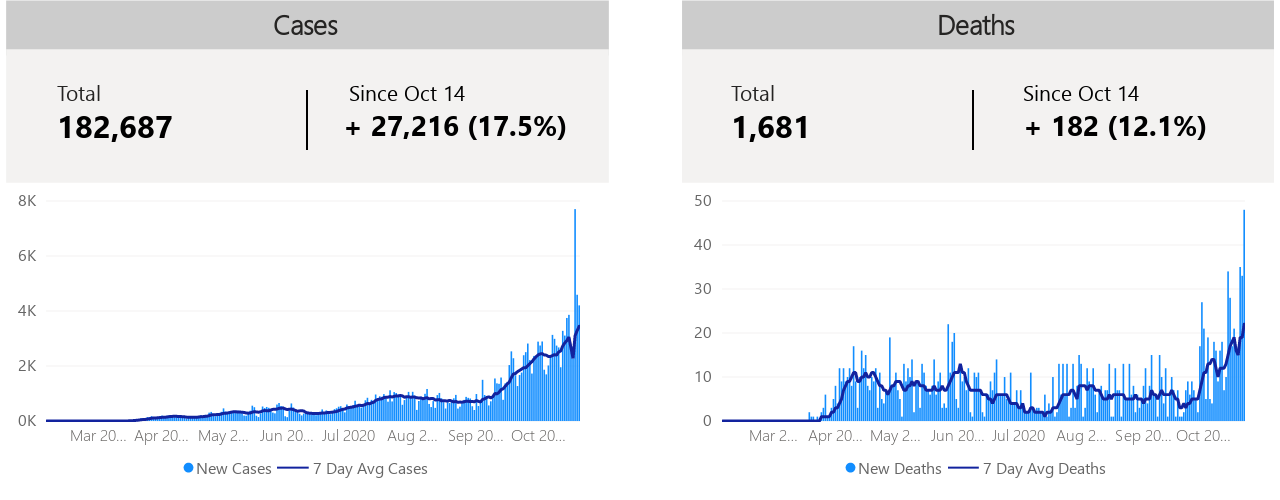 Cases
Total
Since Oct 14
182,687
+ 27,216 (17.5%)
8K
6K
4K
2K
0K
Mar 20...
Apr 20...
May 2...
Jun 20...
Jul 2020
Aug 2...
Sep 20...
Oct 20...
New Cases
7 Day Avg Cases
Deaths
Total
Since Oct 14
1,681
+ 182 (12.1%)
50
40
30
20
10
0
Mar 2...
Apr 20...
May 2...
Jun 20...
Jul 2020
Aug 2...
Sep 20...
Oct 20...
New Deaths
7 Day Avg Deaths